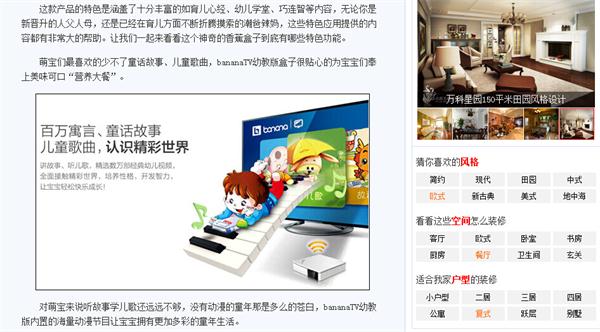 这款产品的特色是涵盖了十分丰富的如育儿心经、幼儿学堂、巧连智等内容，无论你是
新晋升的人父人母，还是已经在育儿方面不断折腾摸索的潮爸辣妈，这些特色应用提供的内
容都有非常大的帮助。让我们一起来看看这个神奇的香蕉盒子到底有哪些特色功能。
萌宝们最喜欢的少不了童话故事、儿童歌曲，bananaTV幼教版盒子很贴心的为宝宝们奉
上美味可口“营养大餐”。
百万寓言、童话故事
儿童歌曲，认识精彩世界
讲故事、听儿歌，精选数万部经典幼儿视频，
全面接触精彩世界，培养性格，开发智力，
让宝宝轻快乐成长！
banana
儿歌
故
对萌宝来说听故事学儿歌还远远不够，没有动漫的童年那是多么的苍白，bananaTV幼教
版内置的海量动漫节目让宝宝拥有更加多彩的童年生活。
万科星园150平米田园风格设计
猜你喜欢的风格
简约 现代 田园 中式
欧式 新古典 美式 地中海
看看这些空间怎么装修
客厅 欧式 卧室 书房
厨房 餐厅 卫生间 玄关
适合我家户型的装修
小户型 二居 三居 四居
公寓 复式 跃层 别墅